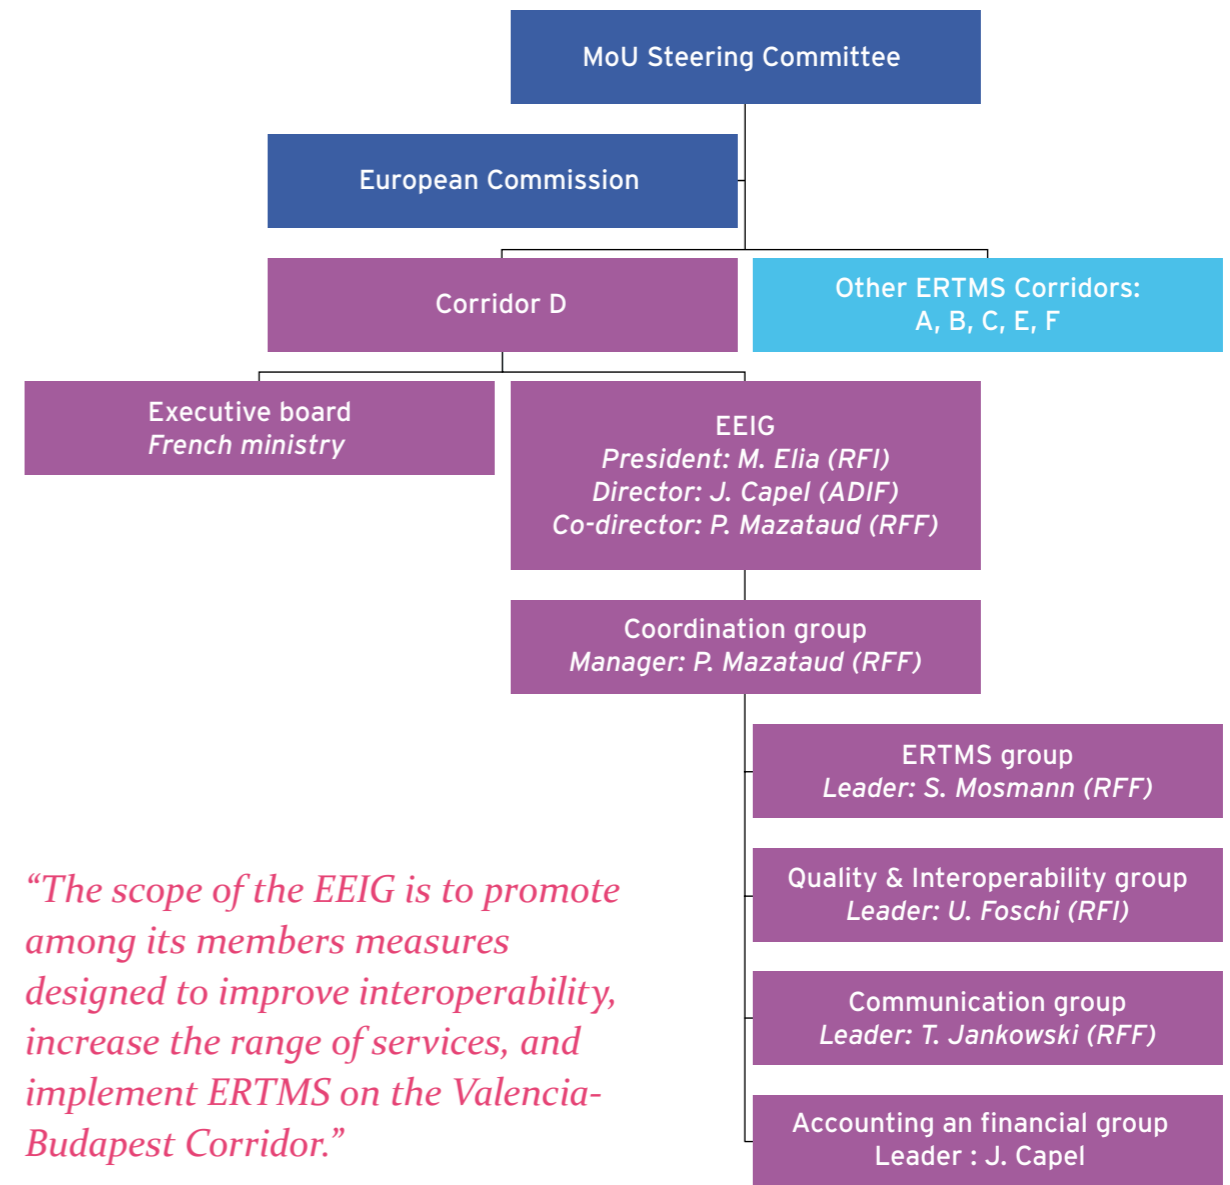 MoU Steering Committee
European Commission
Corridor D
Other ERTMS Corridors:
A, B, C, E, F
Executive board
French ministry
EEIG
President: M. Elia (RFI)
Director: J. Capel (ADIF)
Co-director: P. Mazataud (RFF)
Coordination group
Manager: P. Mazataud (RFF)
ERTMS group
Leader: S. Mosmann (RFF)
Quality & Interoperability group
Leader: U. Foschi (RFI)
Communication group
Leader: T. Jankowski (RFF)
Accounting an financial group
Leader : J. Capel
“The scope of the EEIG is to promote
among its members measures
designed to improve interoperability,
increase the range of services, and
implement ERTMS on the Valencia-
Budapest Corridor.”